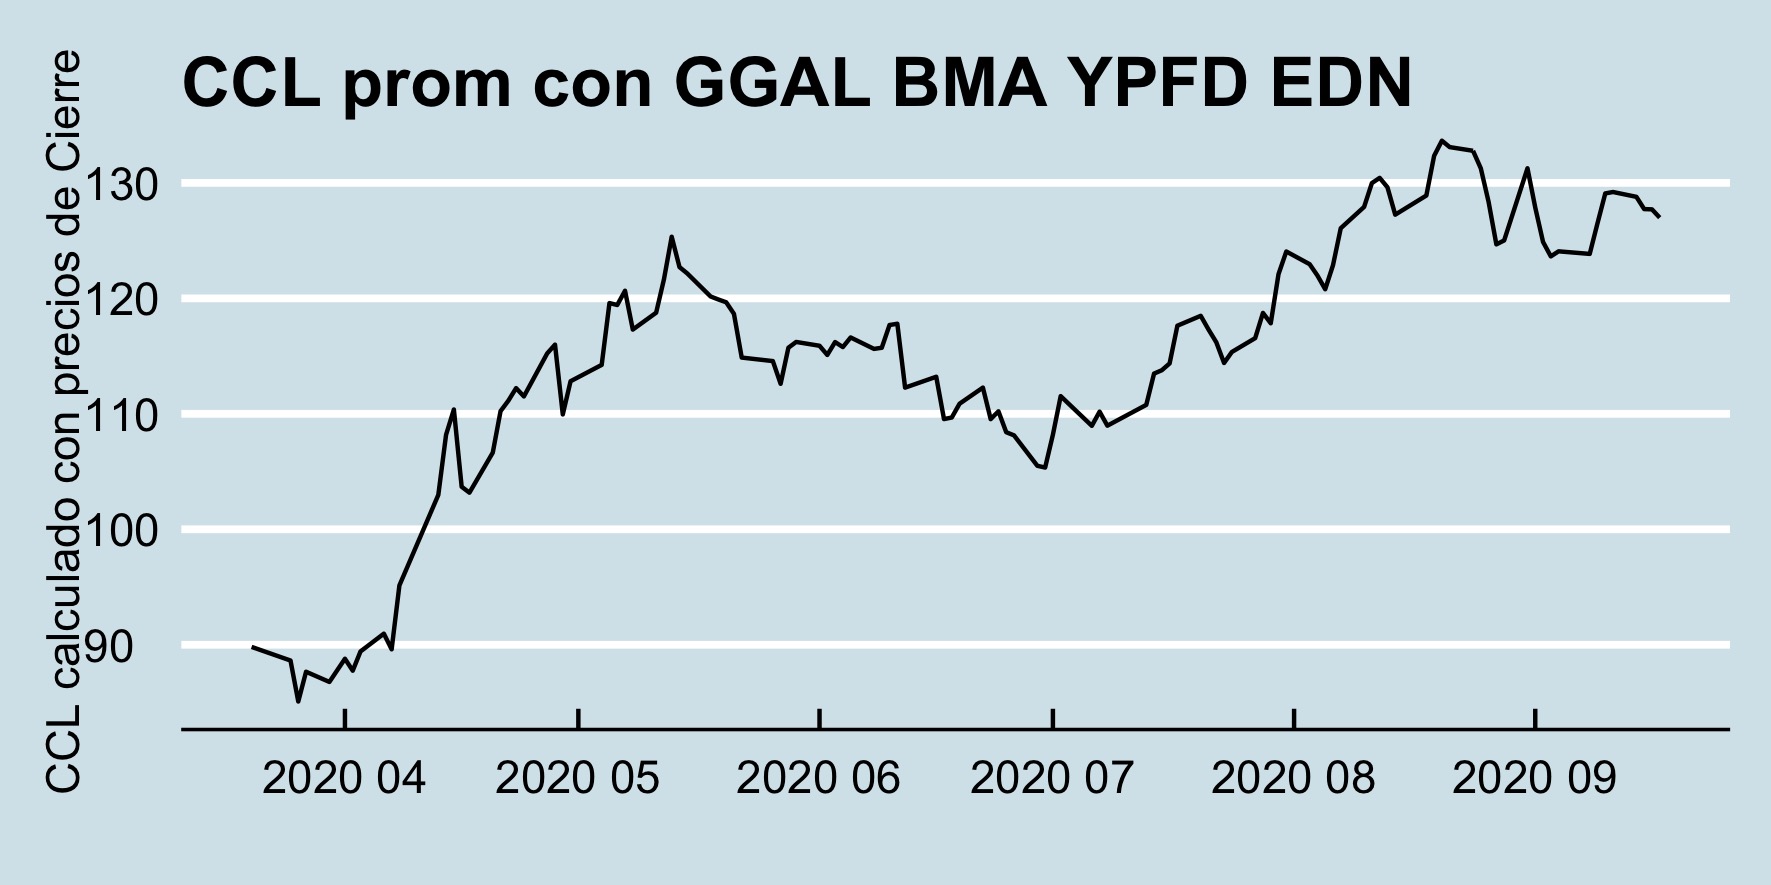 CCL prom con GGAL BMA YPFD EDN
CCL calculado con precios de Cierre
130
120
110
100
90
2020 04 2020 05 2020 06 2020 07 2020 08 2020 09